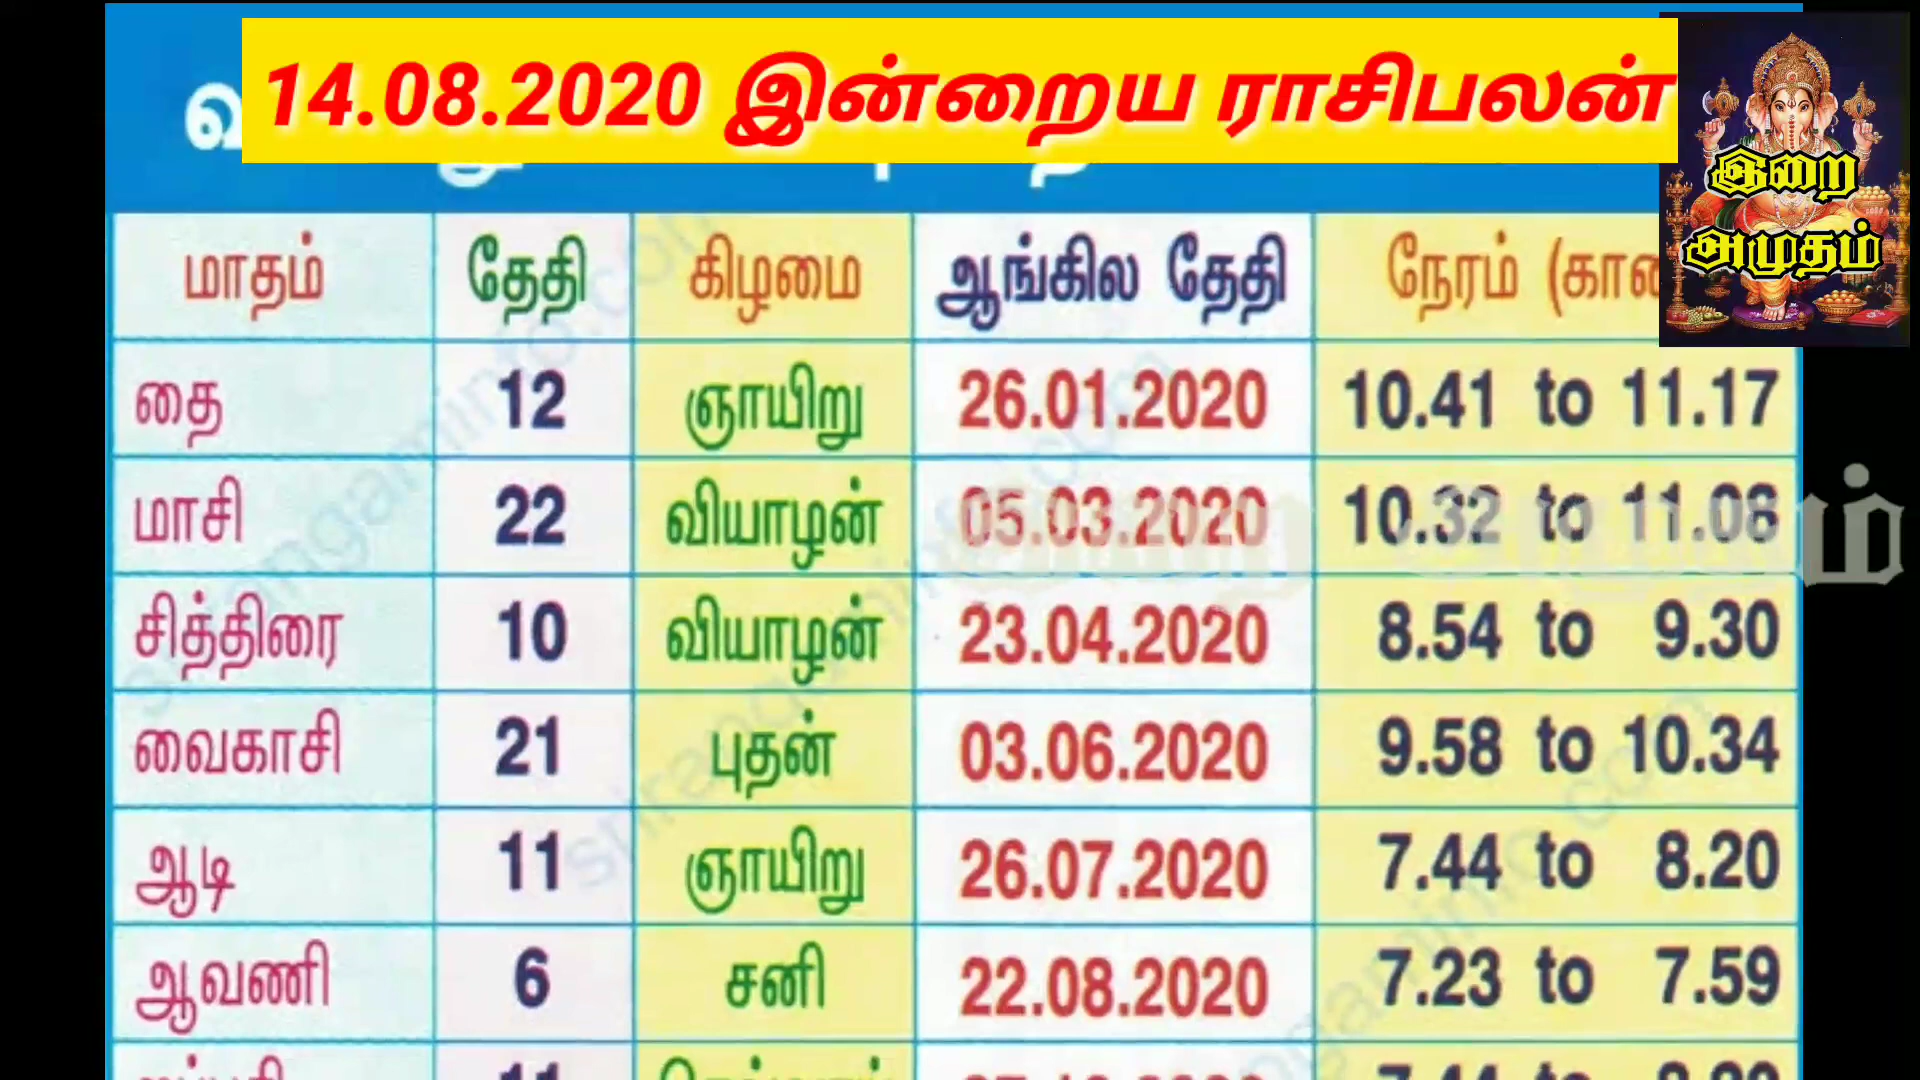 14.08.2020 இன்றைய ராசிபலன்
இறை
அமுதம்
மாதம் தேதி கிழமை ஆங்கில தேதி நேரம்
தை 12 ஞாயிறு 26.01.2020 10.41 to 11.17
மாசி 22 வியாழன் 05.03.2020 10.32 to 11.08
சித்திரை 10 வியாழன் 23.04.2020 8.54 to 9.30
வைகாசி 21 புதன் 03.06.2020 9.58 to 10.34
ஆடி 11 ஞாயிறு 26.07.2020 7.44 to 8.20
ஆவணி 6 சனி 22.08.2020 7.23 to 7.59